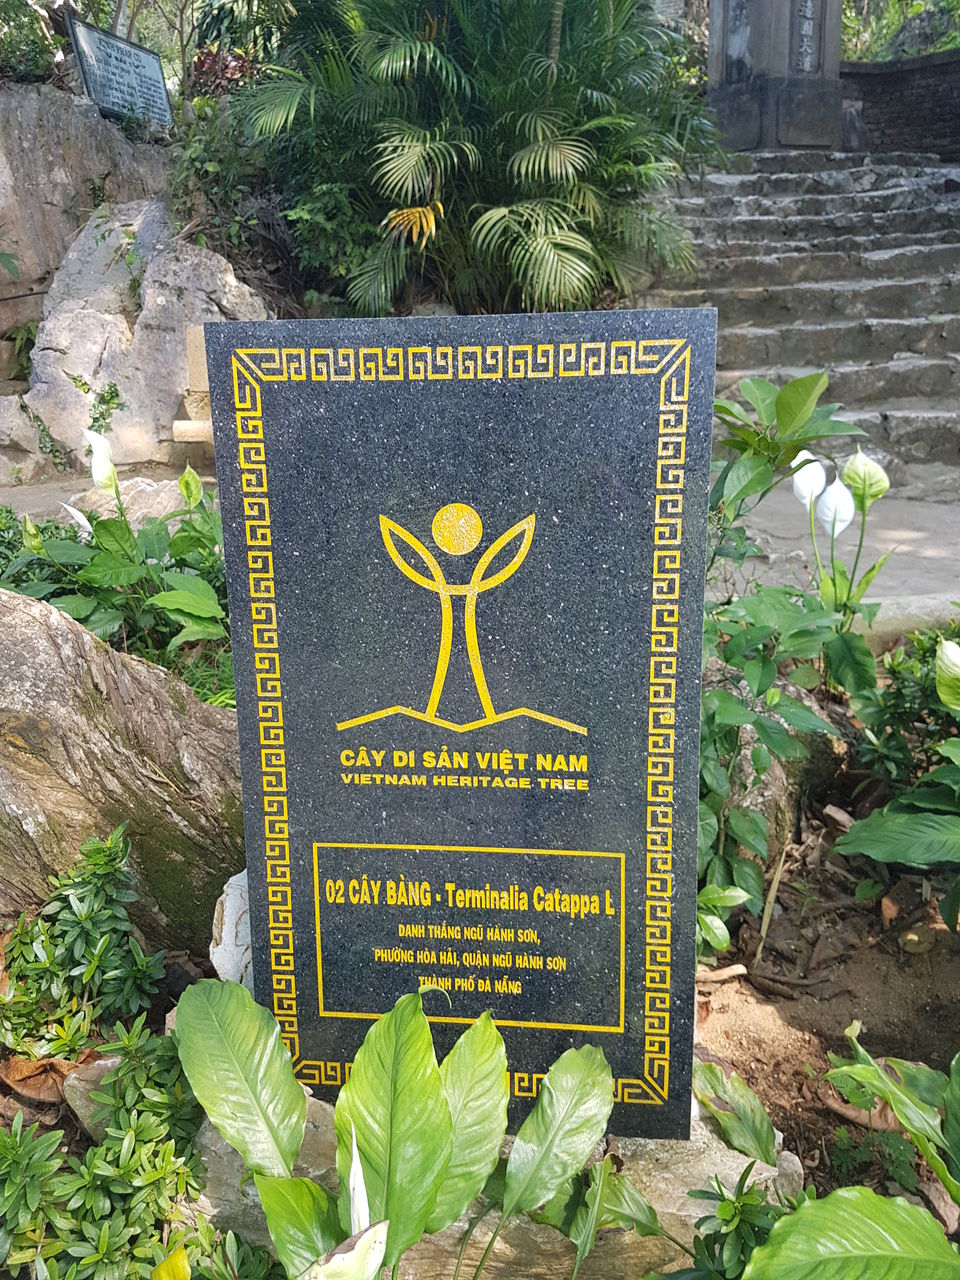 CÂY DI SẢN VIỆT NAM
VIETNAM HERITAGE TREE
02 CÂY BÀNG - Terminalia Catappa L
DANH THẮNG NGŨ HÀNH SƠN,
PHƯỜNG HÒA HẢI, QUẬN NGŨ HÀNH SƠN
THÀNH PHỐ ĐÀ NẴNG